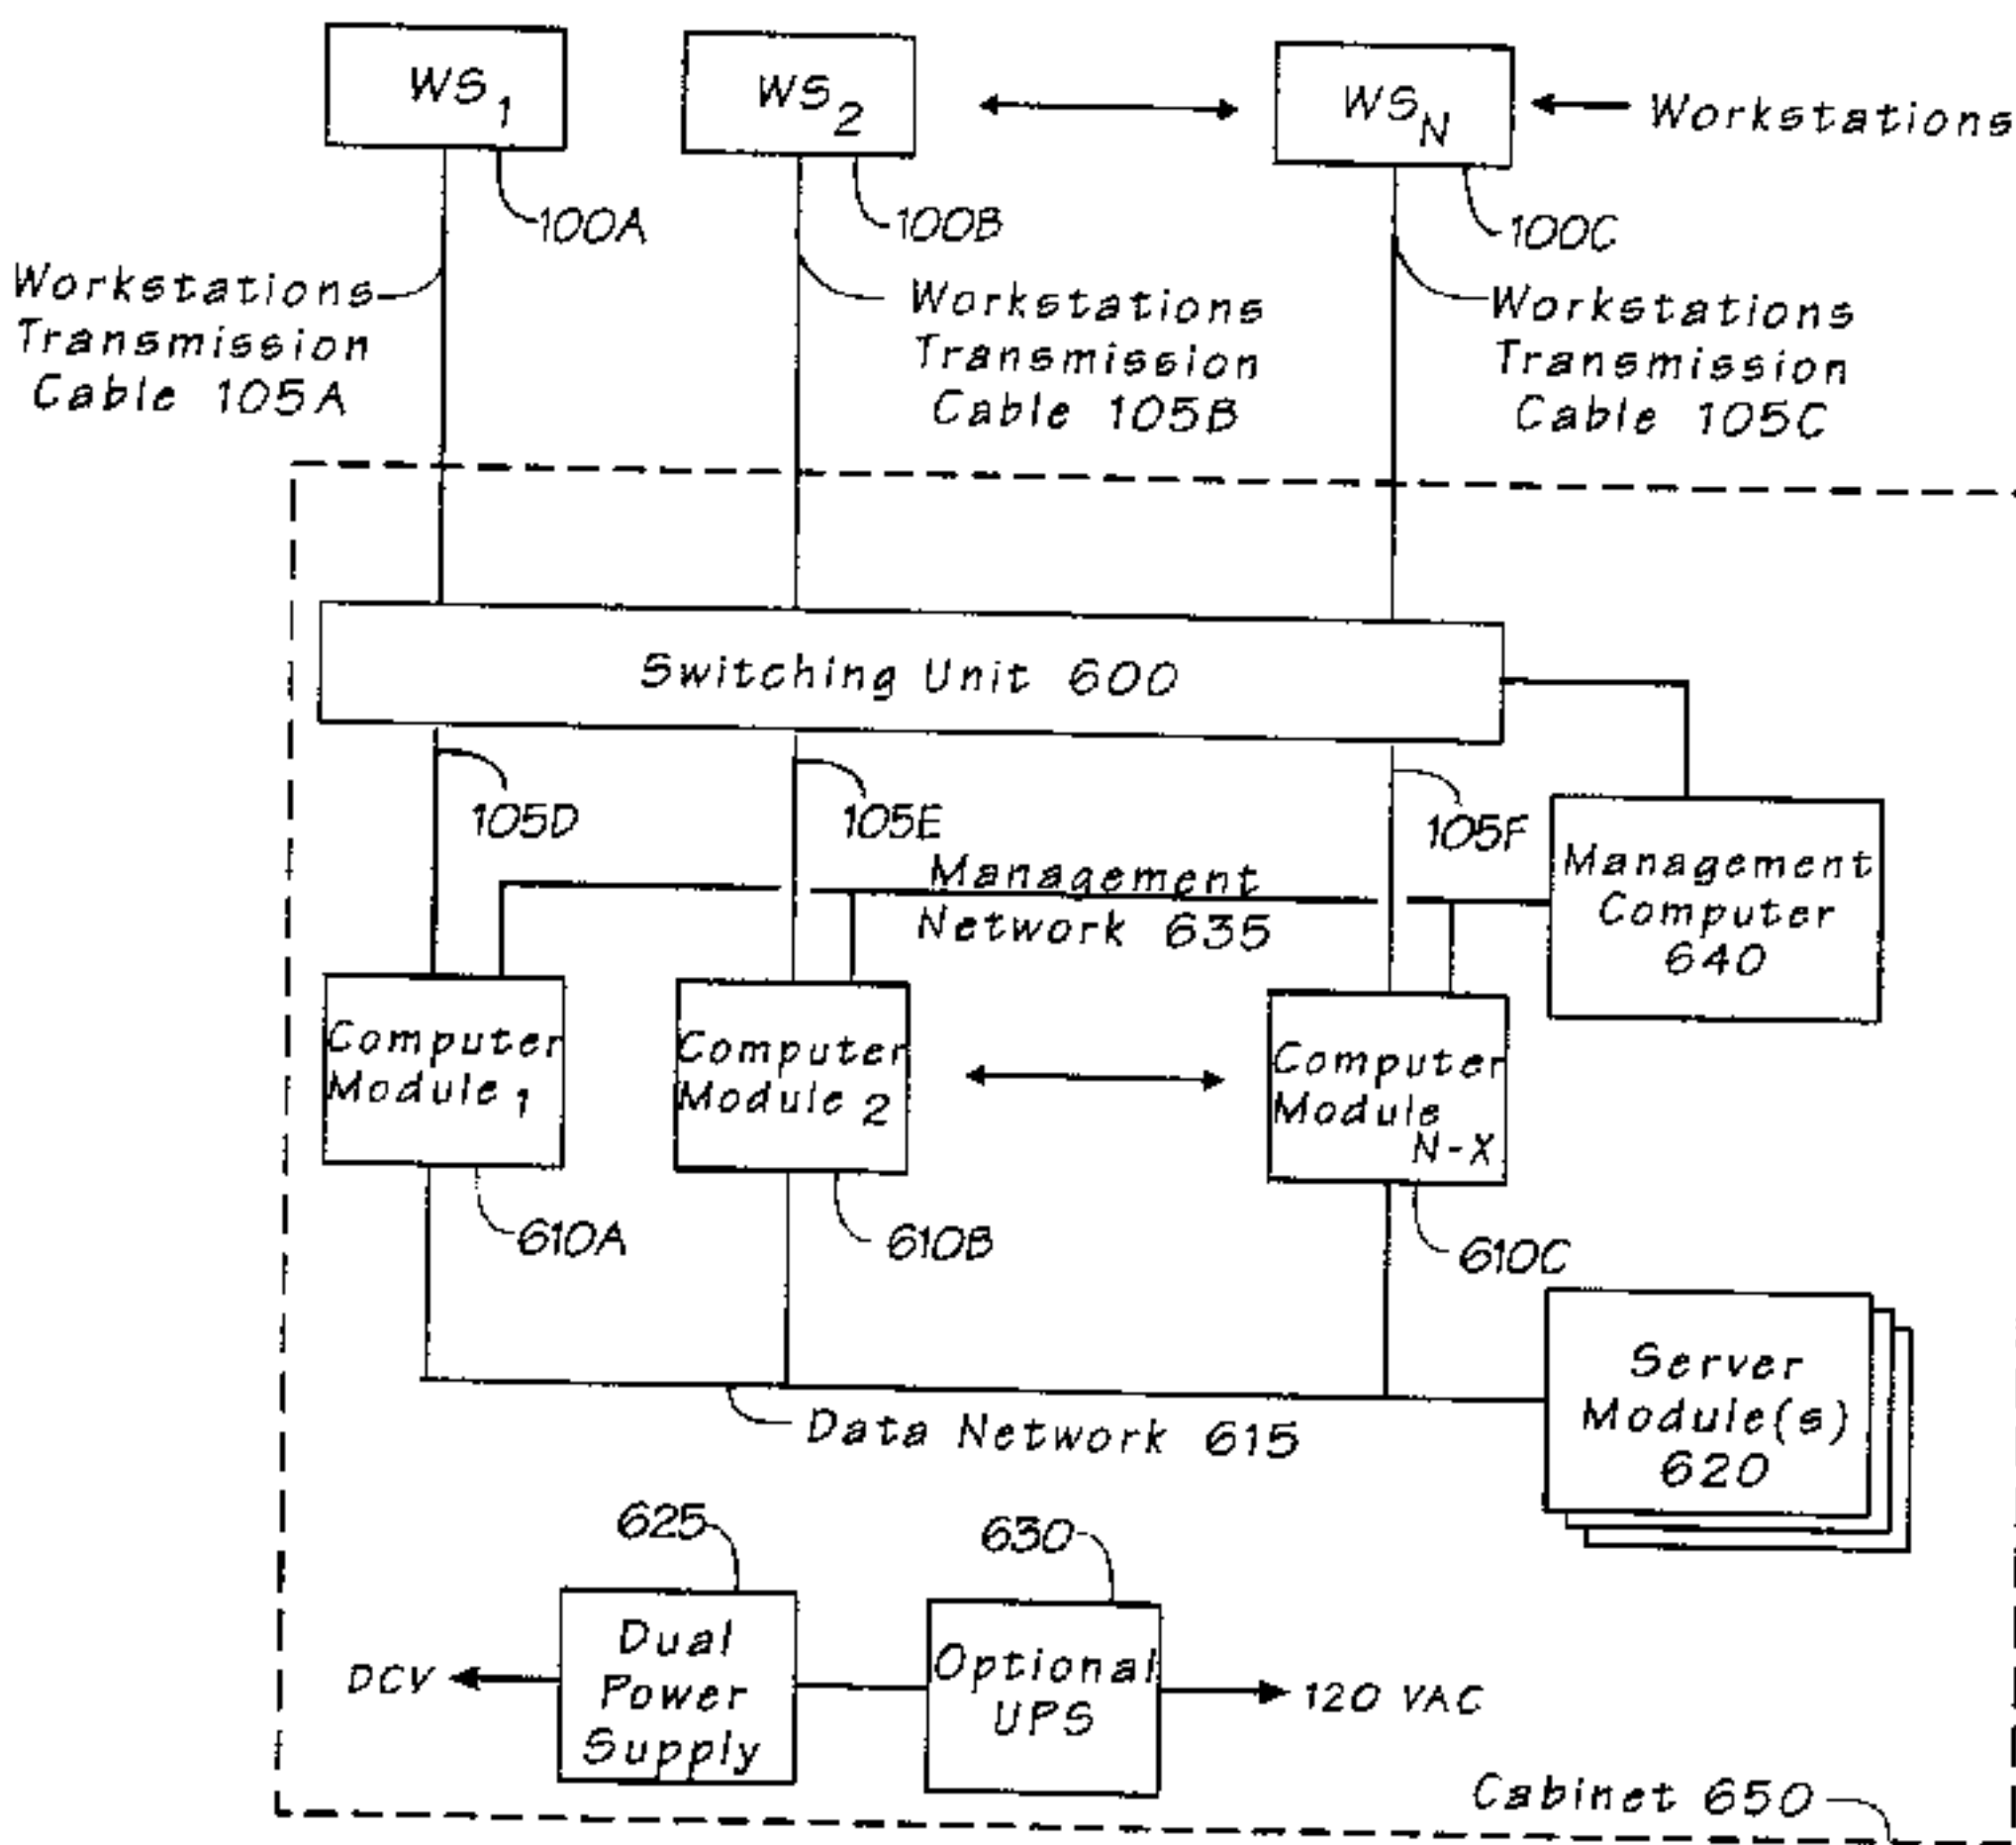 WS1
WS2
WSN
Workstations
100A
100B
100C
Workstations
Transmission
Cable 105A
Workstations
Transmission
Cable 105B
Workstations
Transmission
Cable 105C
Switching Unit 600
105D
105E
105F
Management
Network 635
Management
Computer
640
Computer
Module 1
Computer
Module 2
Computer
Module
N-X
610A
610B
610C
Server
Module(s)
620
Data Network 615
625
630
Dual
Power
Supply
Optional
UPS
DCV
120 VAC
Cabinet 650